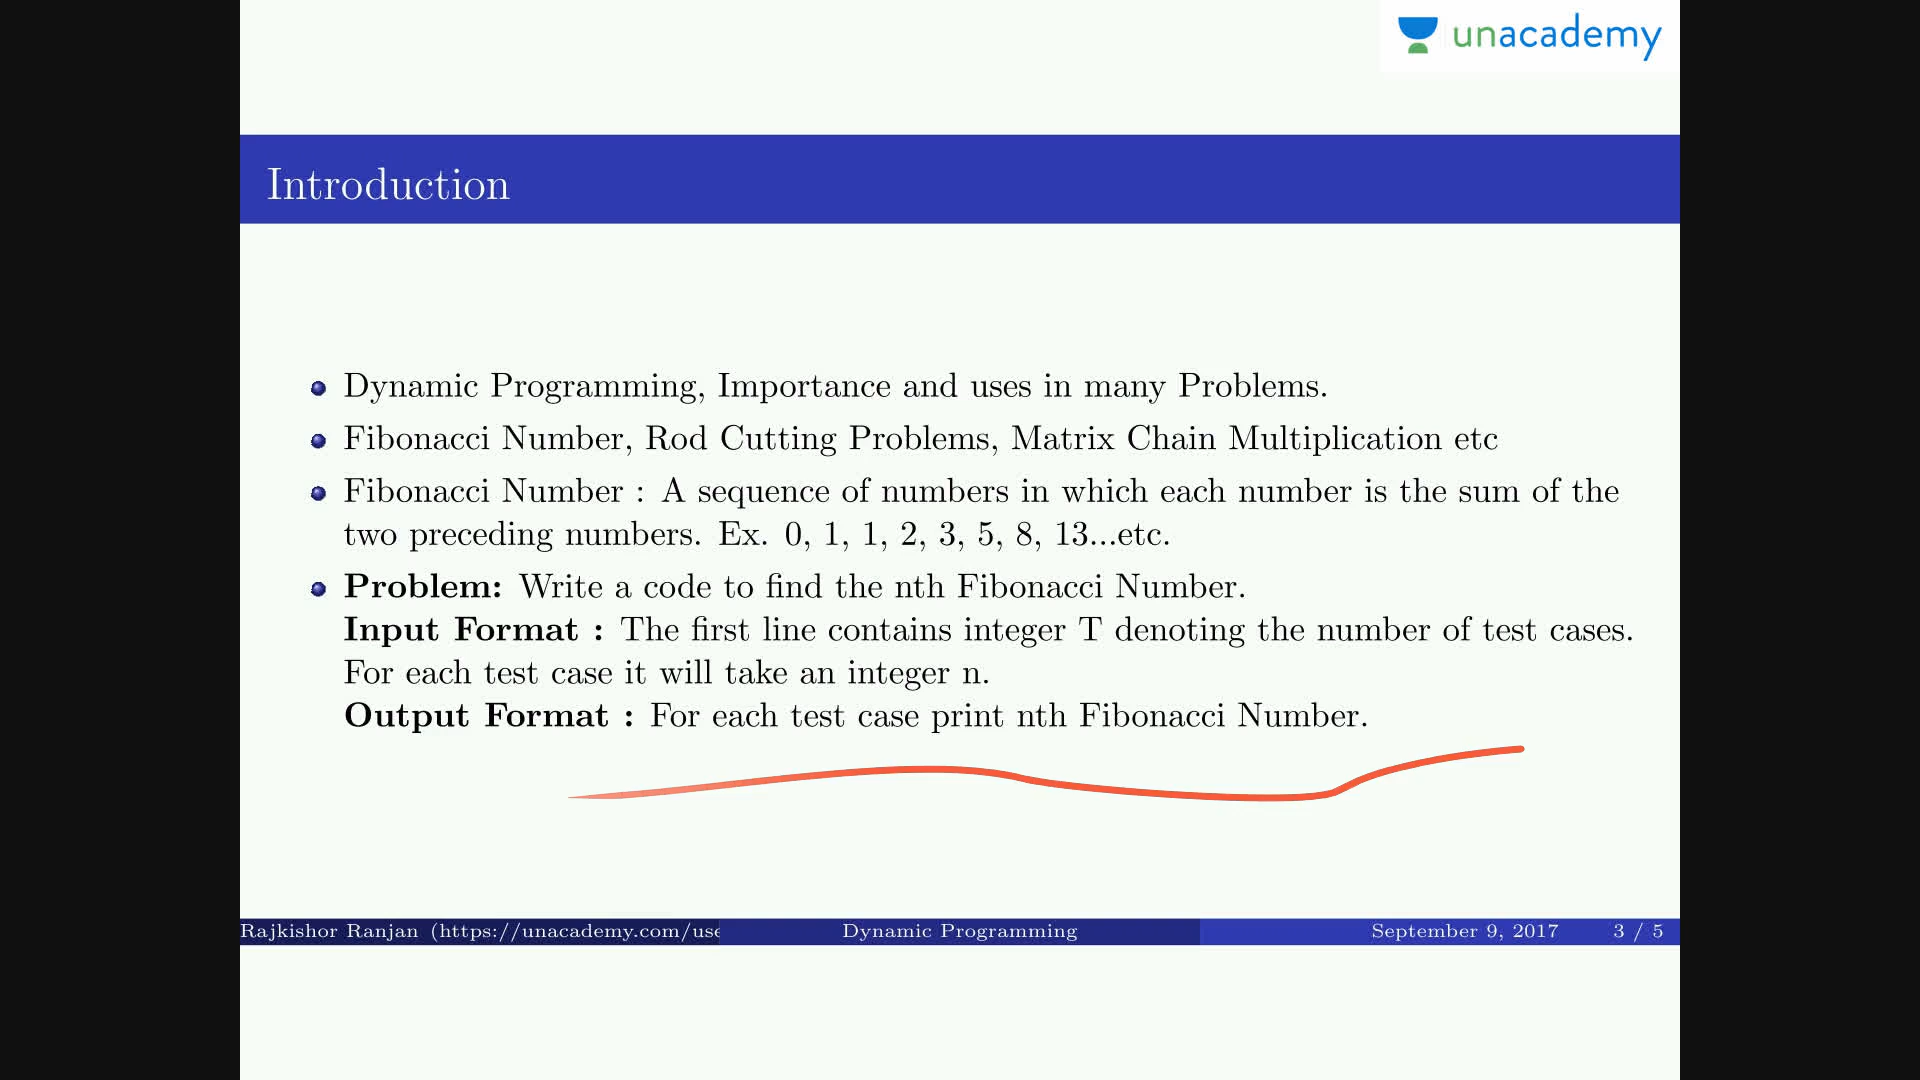 unacademy
Introduction
Dynamic Programming, Importance and uses in many Problems.
Fibonacci Number, Rod Cutting Problems, Matrix Chain Multiplication etc
Fibonacci Number : A sequence of numbers in which each number is the sum of the
two preceding numbers. Ex. 0, 1, 1, 2, 3, 5, 8, 13...etc.
Problem: Write a code to find the nth Fibonacci Number.
Input Format : The first line contains integer T denoting the number of test cases.
For each test case it will take an integer n.
Output Format : For each test case print nth Fibonacci Number.
Rajkishor Ranjan (https://unacademy.com/use Dynamic Programming September 9, 2017 3 / 5